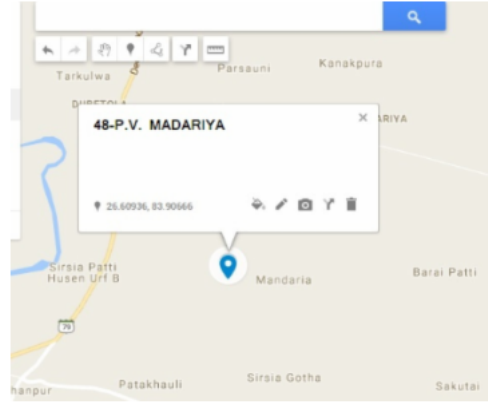 Tarkulwa
Parsauni
Kanakpura
48-P.V. MADARIYA
ARIYA
26.60936, 83.90666
Sirsia Patti
Husen Urf B
Mandaria
Barai Patti
79
Patakhauli
Sirsia Gotha
Sakutai
hanpur